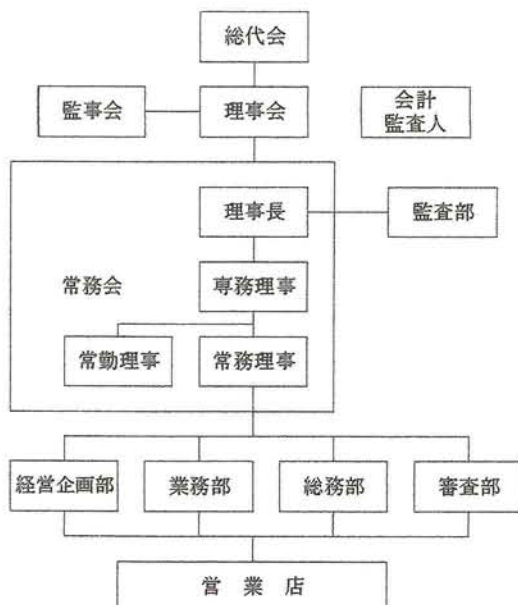 総代会
監事会
理事会
会計
監査人
理事長
監査部
常務会
専務理事
常勤理事
常務理事
経営企画部
業務部
総務部
審査部
営業店